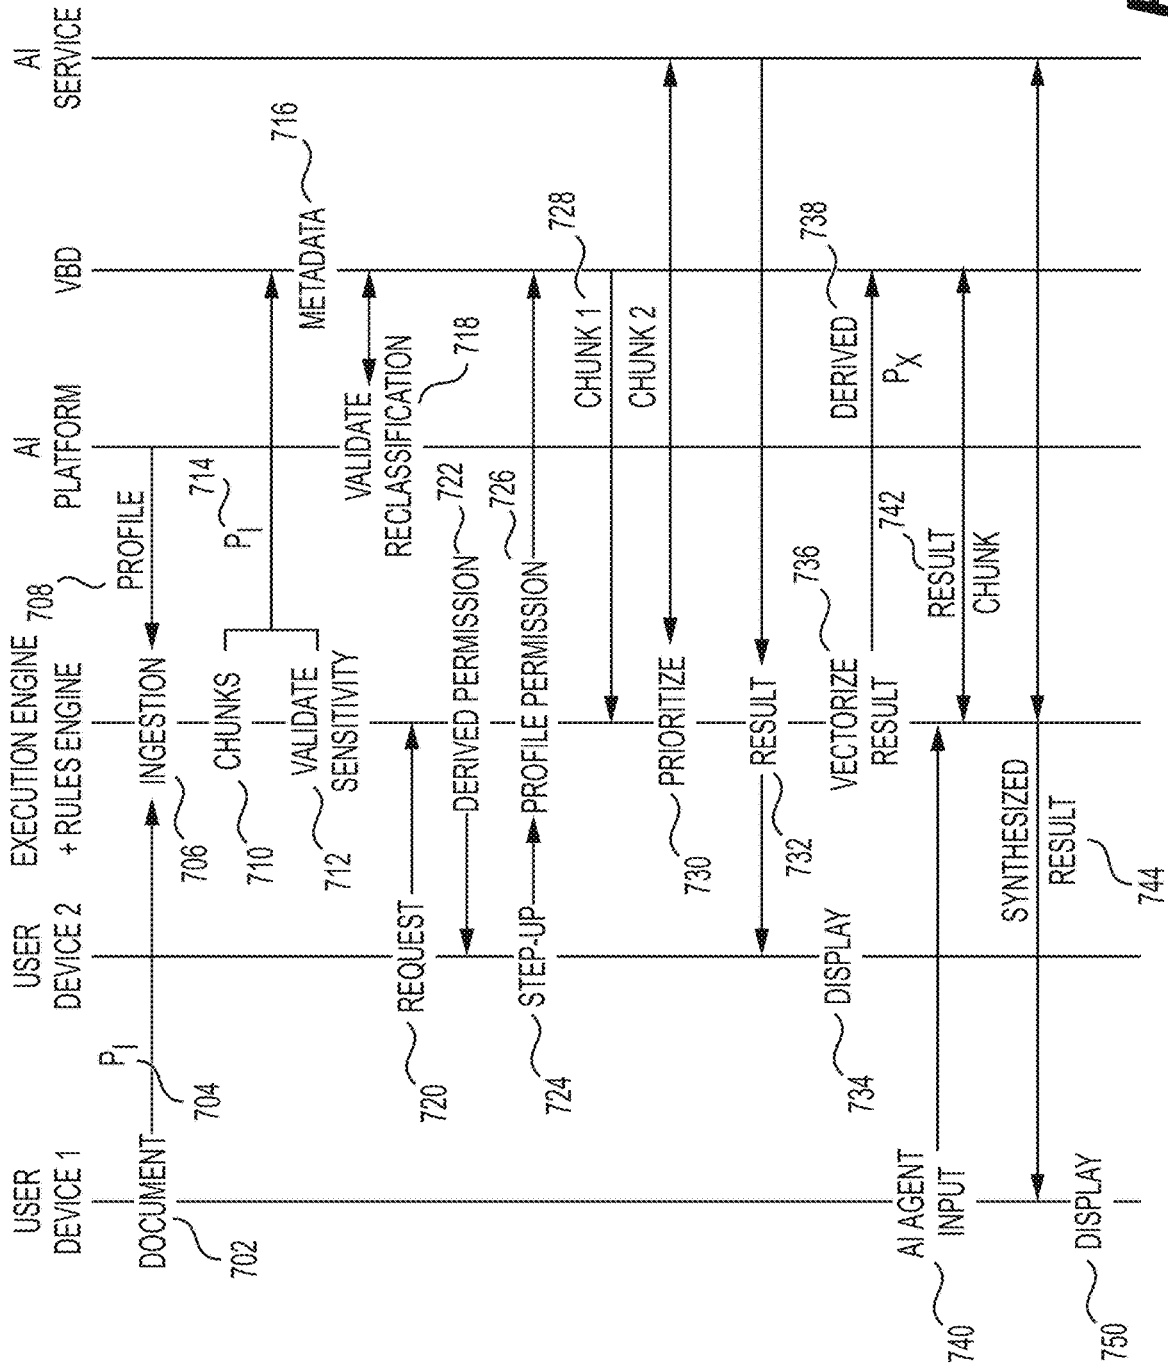 USER
DEVICE 1
USER
DEVICE 2
EXECUTION ENGINE
+ RULES ENGINE
AI
PLATFORM
VBD
AI
SERVICE
DOCUMENT
702
PI
704
INGESTION
706
PROFILE
708
CHUNKS
710
VALIDATE
SENSITIVITY
712
PI
714
METADATA
716
VALIDATE
RECLASSIFICATION
718
REQUEST
720
DERIVED PERMISSION
722
STEP-UP
724
PROFILE PERMISSION
726
CHUNK 1
728
CHUNK 2
PRIORITIZE
730
RESULT
732
DISPLAY
734
VECTORIZE
RESULT
736
DERIVED
738
PX
AI AGENT
INPUT
740
RESULT
CHUNK
742
SYNTHESIZED
RESULT
744
DISPLAY
750